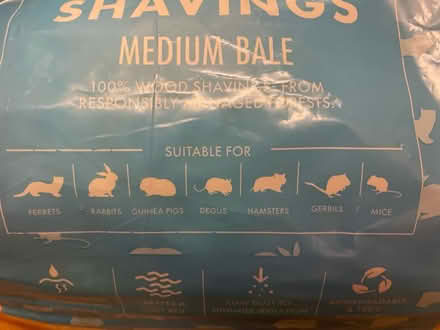 SHAVINGS
MEDIUM BALE
100% WOOD SHAVINGS FROM
RESPONSIBLY MANAGED FORESTS.
SUITABLE FOR
FERRETS RABBITS GUINEA PIGS DEGUS HAMSTERS GERBILS MICE